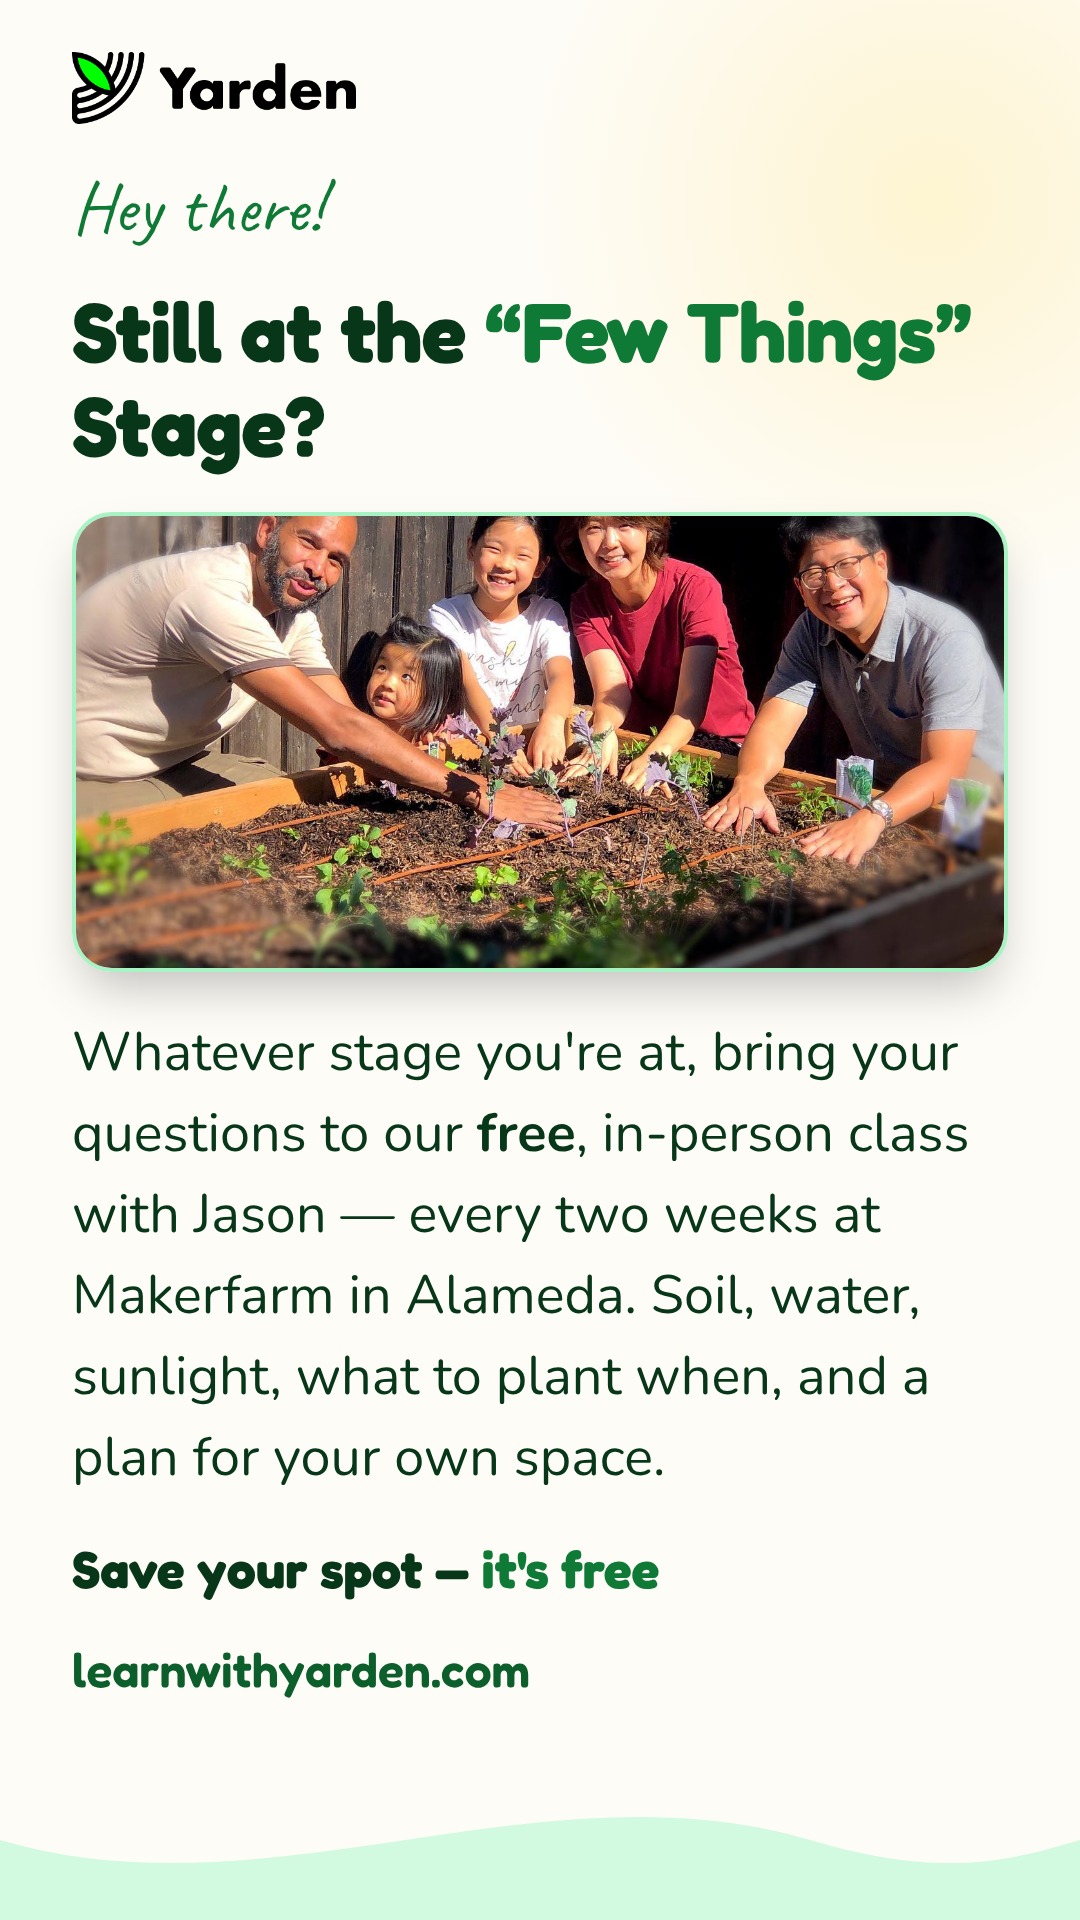 Yarden
Hey there!
Still at the “Few Things”
Stage?
Whatever stage you're at, bring your
questions to our free, in-person class
with Jason — every two weeks at
Makerfarm in Alameda. Soil, water,
sunlight, what to plant when, and a
plan for your own space.
Save your spot — it's free
learnwithyarden.com